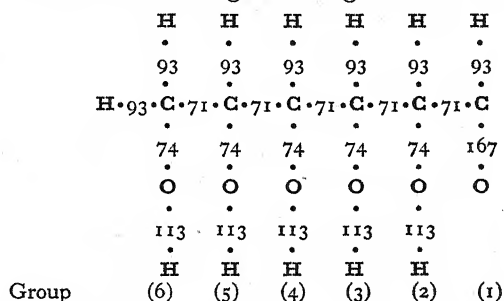 H H H H H H
• • • • • •
93 93 93 93 93 93
• • • • • •
H•93•C•71•C•71•C•71•C•71•C•71•C
• • • • • •
74 74 74 74 74 167
• • • • • •
O O O O O O
• • • • •
113 113 113 113 113
• • • • •
H H H H H
Group (6) (5) (4) (3) (2) (1)